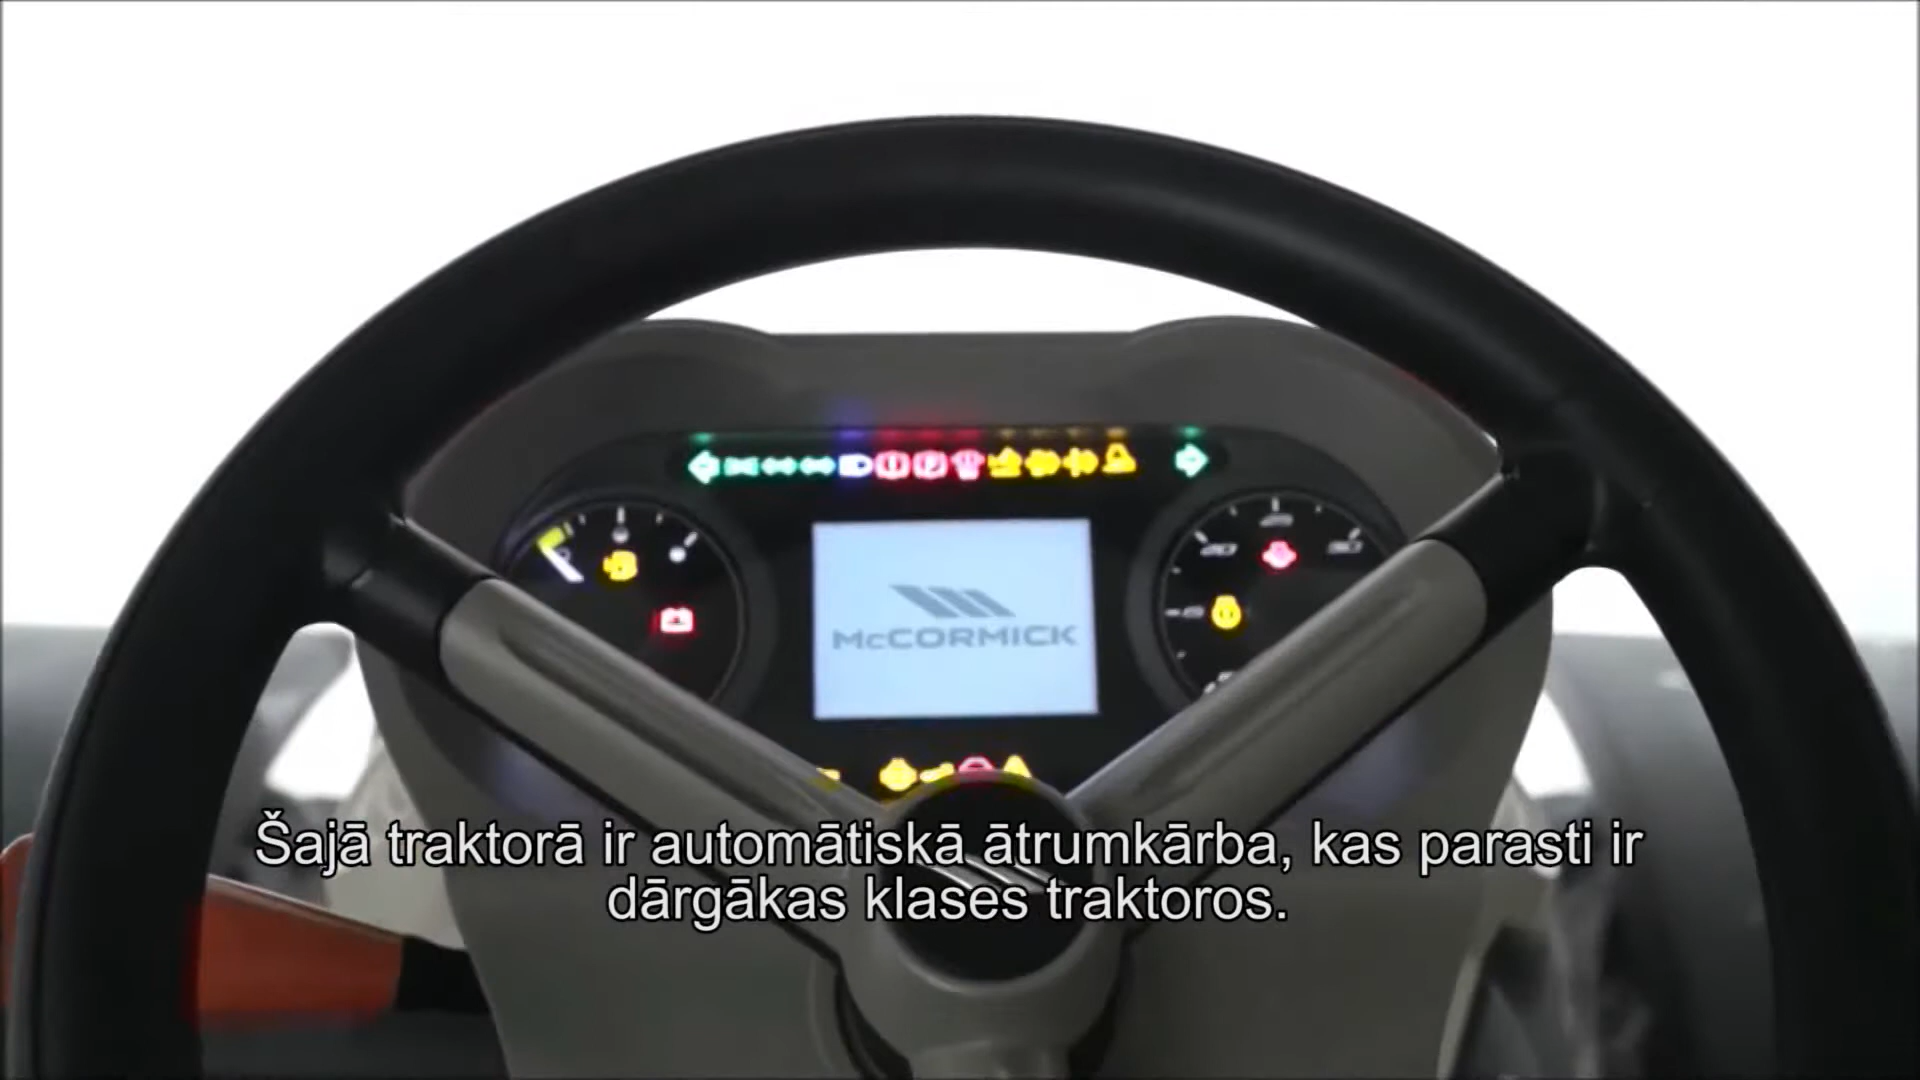 McCORMICK
Šajā traktorā ir automātiskā ātrumkārba, kas parasti ir
dārgākas klases traktoros.